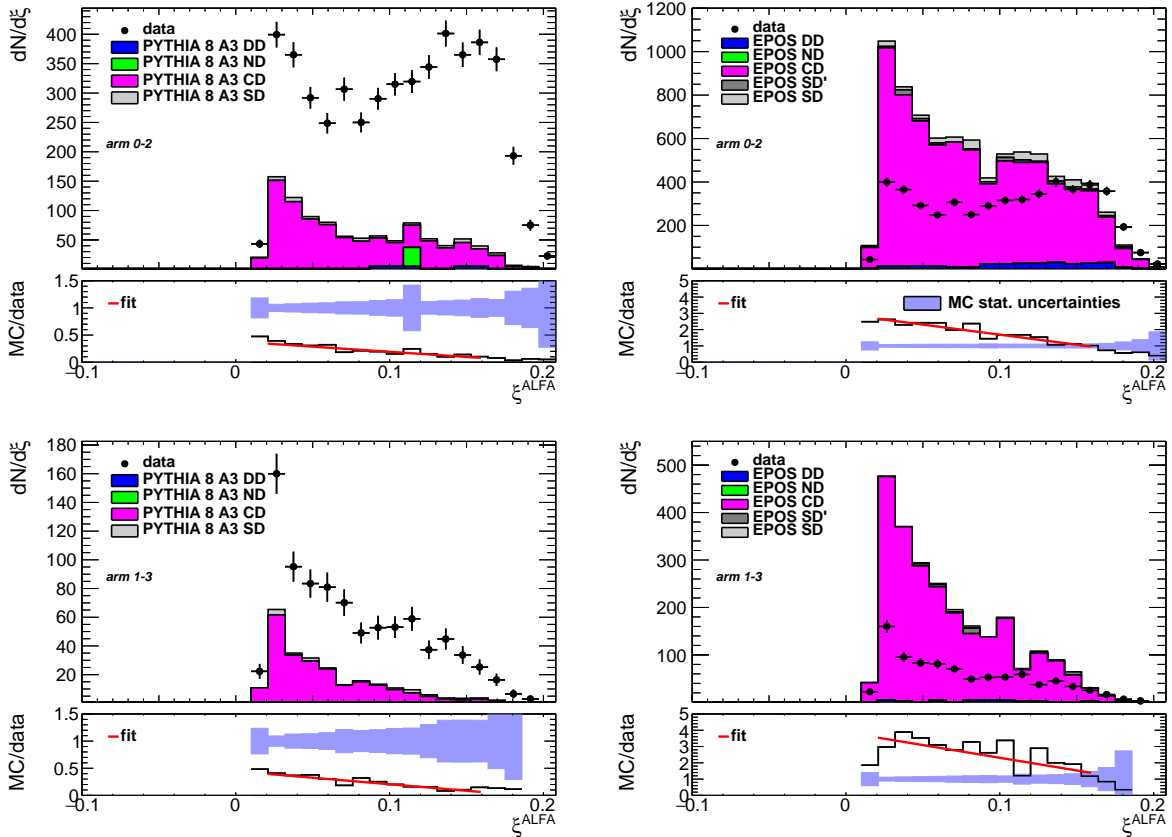 dN/dξ
400
350
300
250
200
150
100
50
data
PYTHIA 8 A3 DD
PYTHIA 8 A3 ND
PYTHIA 8 A3 CD
PYTHIA 8 A3 SD
arm 0-2
MC/data
1.5
1
0.5
0
fit
−0.1
0
0.1
0.2
ξ^ALFA
dN/dξ
1200
1000
800
600
400
200
0
data
EPOS DD
EPOS ND
EPOS CD
EPOS SD'
EPOS SD
arm 0-2
MC/data
5
4
3
2
1
0
fit
MC stat. uncertainties
−0.1
0
0.1
0.2
ξ^ALFA
dN/dξ
180
160
140
120
100
80
60
40
20
data
PYTHIA 8 A3 DD
PYTHIA 8 A3 ND
PYTHIA 8 A3 CD
PYTHIA 8 A3 SD
arm 1-3
MC/data
1.5
1
0.5
0
fit
−0.1
0
0.1
0.2
ξ^ALFA
dN/dξ
500
400
300
200
100
data
EPOS DD
EPOS ND
EPOS CD
EPOS SD'
EPOS SD
arm 1-3
MC/data
5
4
3
2
1
0
fit
−0.1
0
0.1
0.2
ξ^ALFA